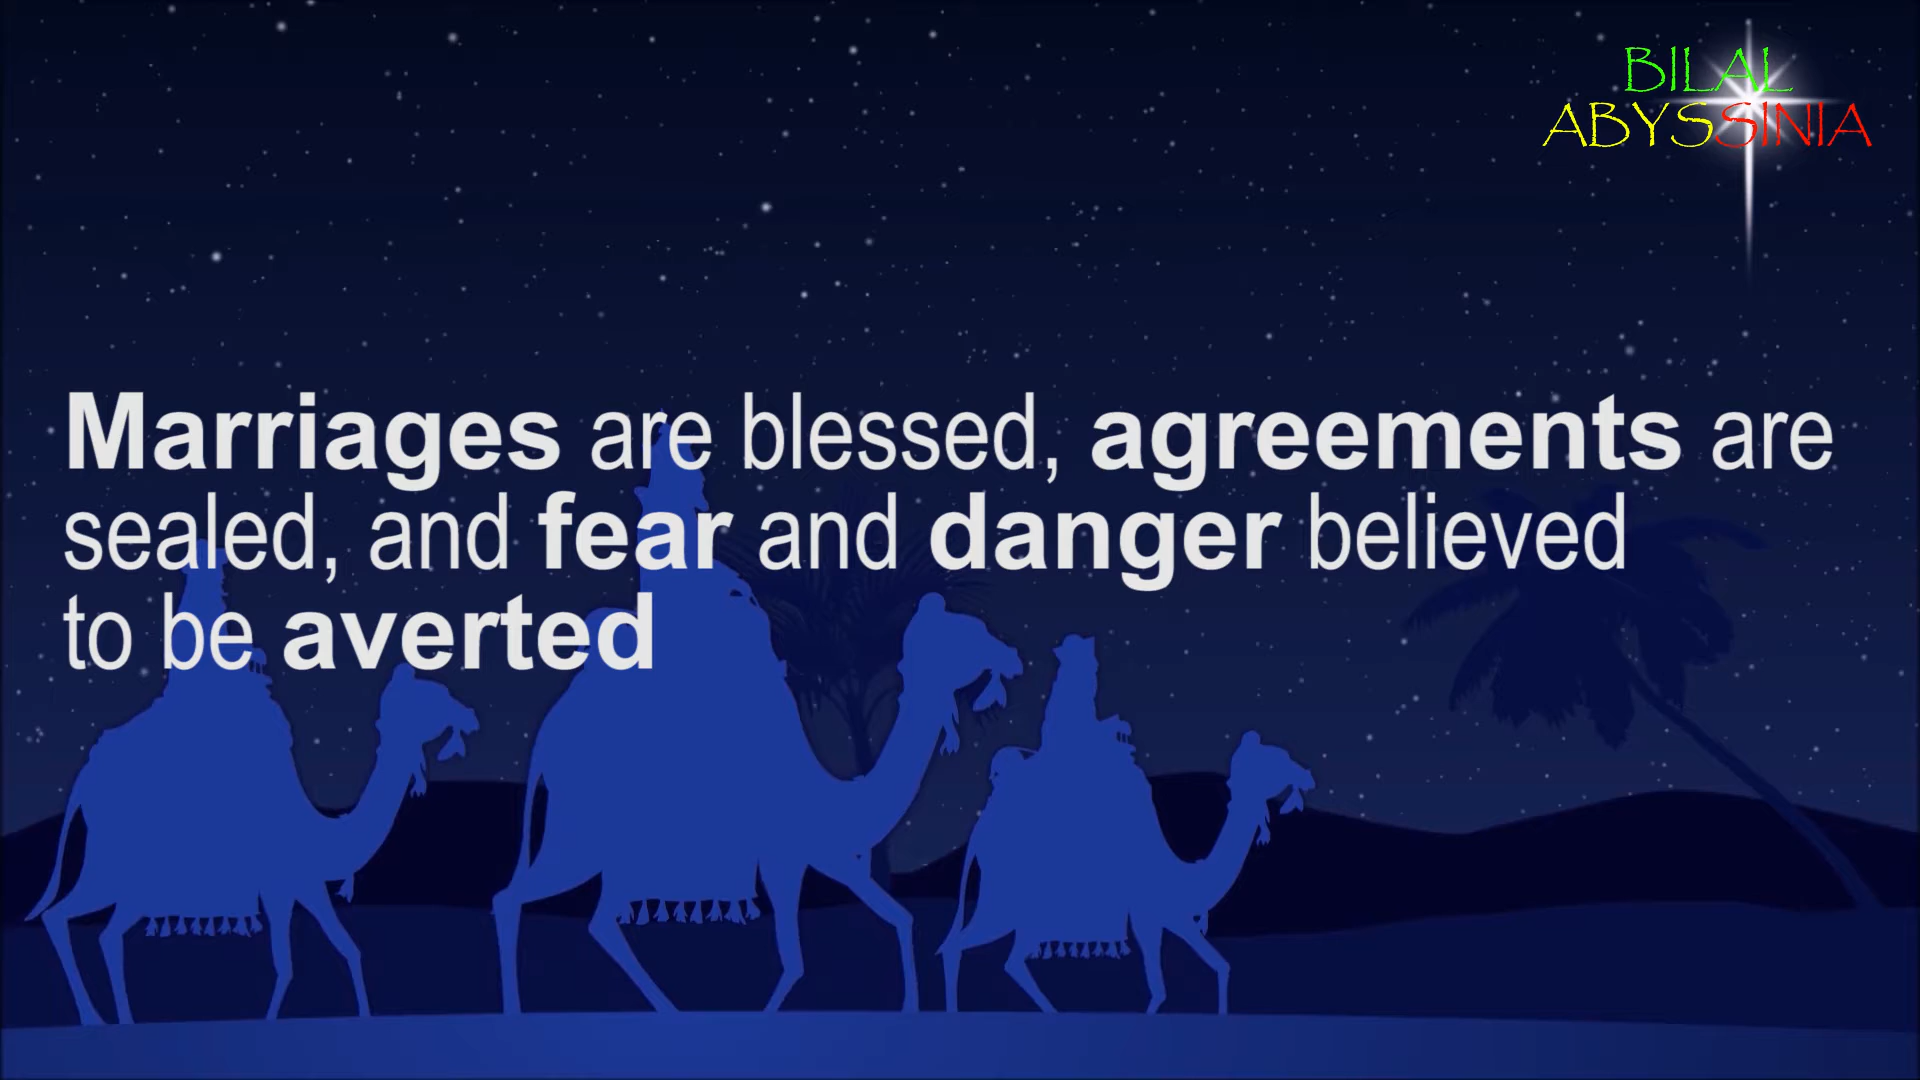 BILAL
ABYSSINIA
Marriages are blessed, agreements are
sealed, and fear and danger believed
to be averted